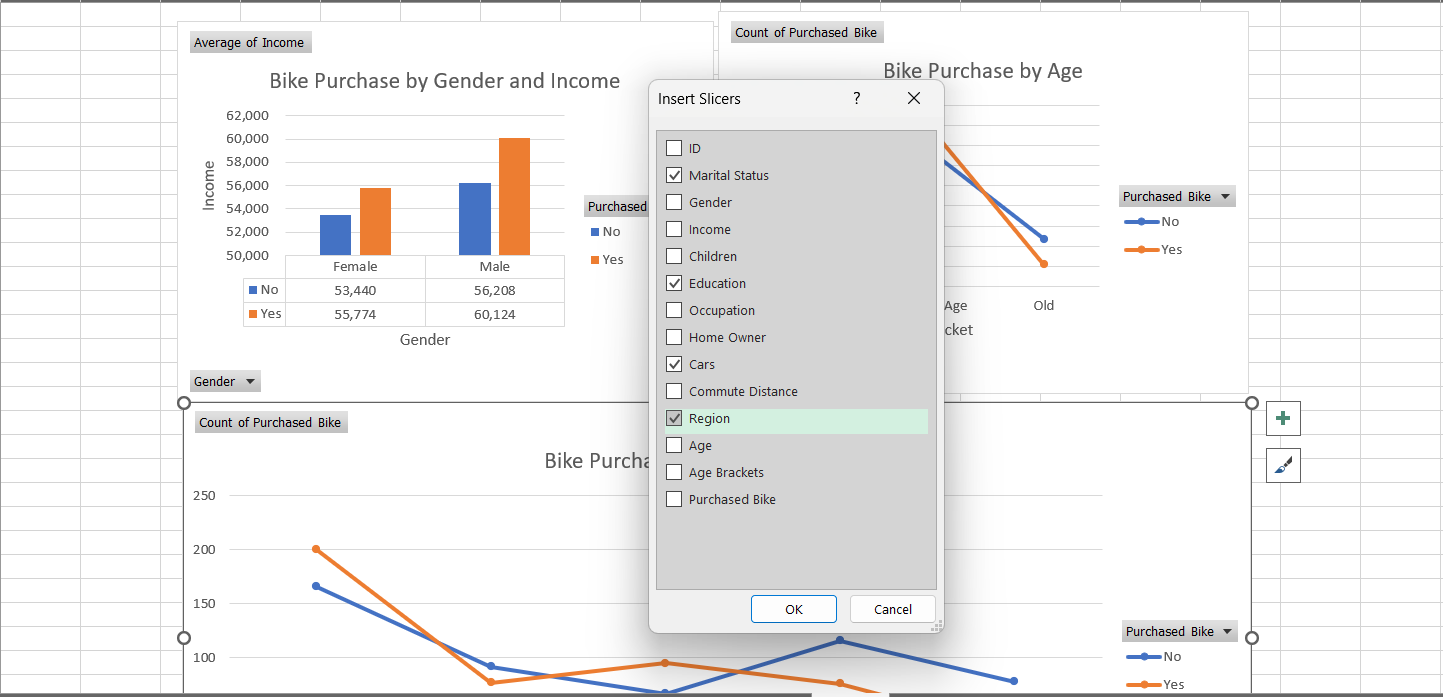 Average of Income
Bike Purchase by Gender and Income
62,000
60,000
58,000
56,000
54,000
52,000
50,000
Income
Female Male
No 53,440 56,208
Yes 55,774 60,124
Gender
Purchased
No
Yes
Gender
Count of Purchased Bike
Bike Purchase by Age
Purchased Bike
No
Yes
Age Old
cket
Insert Slicers ?
ID
Marital Status
Gender
Income
Children
Education
Occupation
Home Owner
Cars
Commute Distance
Region
Age
Age Brackets
Purchased Bike
OK Cancel
Count of Purchased Bike
Bike Purcha
250
200
150
100
Purchased Bike
No
Yes